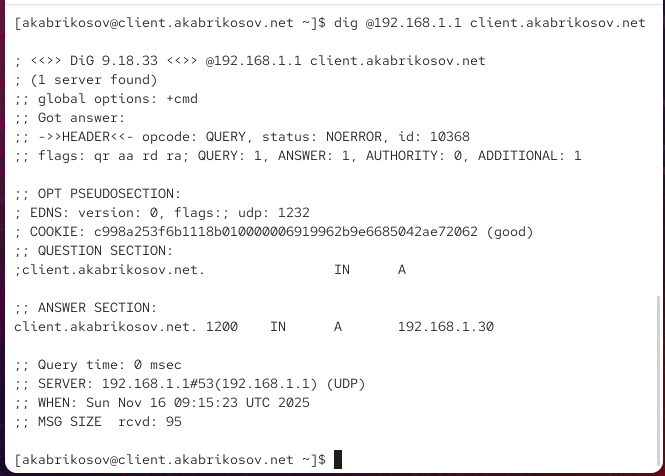 [akabrikosov@client.akabrikosov.net ~]$ dig @192.168.1.1 client.akabrikosov.net
; <<>> DiG 9.18.33 <<>> @192.168.1.1 client.akabrikosov.net
; (1 server found)
;; global options: +cmd
;; Got answer:
;; ->>HEADER<<- opcode: QUERY, status: NOERROR, id: 10368
;; flags: qr aa rd ra; QUERY: 1, ANSWER: 1, AUTHORITY: 0, ADDITIONAL: 1
;; OPT PSEUDOSECTION:
; EDNS: version: 0, flags:; udp: 1232
; COOKIE: c998a253f6b1118b010000006919962b9e6685042ae72062 (good)
;; QUESTION SECTION:
;client.akabrikosov.net. IN A
;; ANSWER SECTION:
client.akabrikosov.net. 1200 IN A 192.168.1.30
;; Query time: 0 msec
;; SERVER: 192.168.1.1#53(192.168.1.1) (UDP)
;; WHEN: Sun Nov 16 09:15:23 UTC 2025
;; MSG SIZE rcvd: 95
[akabrikosov@client.akabrikosov.net ~]$